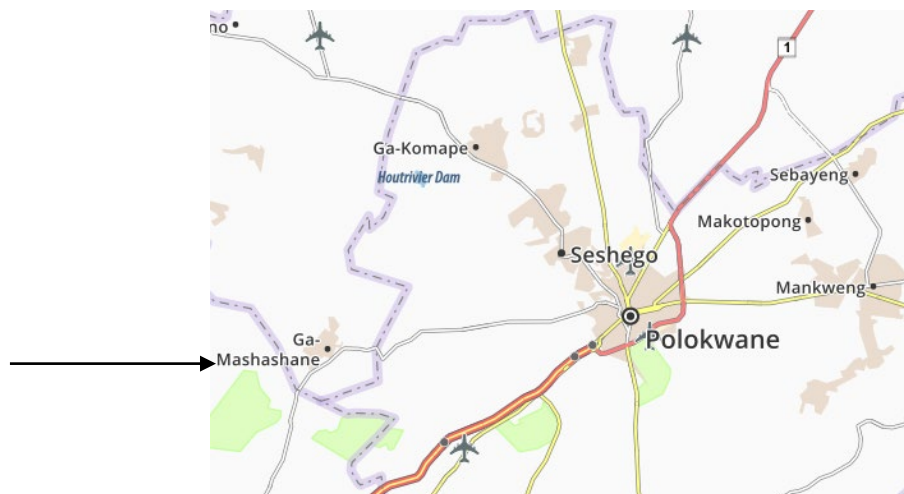 no
1
Ga-Komape
Houtrivier Dam
Sebayeng
Makotopong
Seshego
Mankweng
Polokwane
Ga-
Mashashane